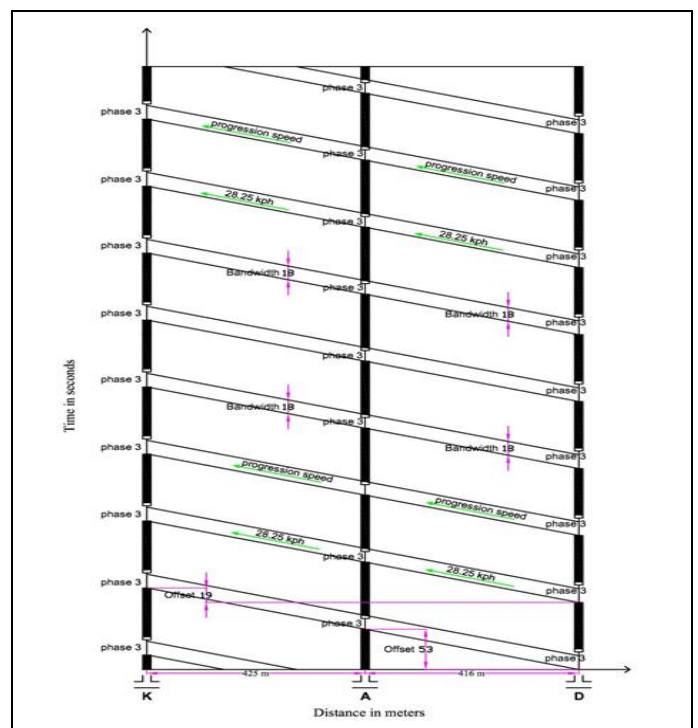 phase 3
phase 3
phase 3
progression speed
phase 3
progression speed
phase 3
phase 3
28.25 kph
phase 3
28.25 kph
phase 3
phase 3
Bandwidth 18
phase 3
phase 3
Bandwidth 18
phase 3
phase 3
Time in seconds
phase 3
phase 3
Bandwidth 18
phase 3
phase 3
Bandwidth 18
phase 3
progression speed
phase 3
progression speed
phase 3
phase 3
28.25 kph
phase 3
28.25 kph
phase 3
phase 3
Offset 19
phase 3
phase 3
Offset 53
phase 3
425 m 416 m
K A D
Distance in meters